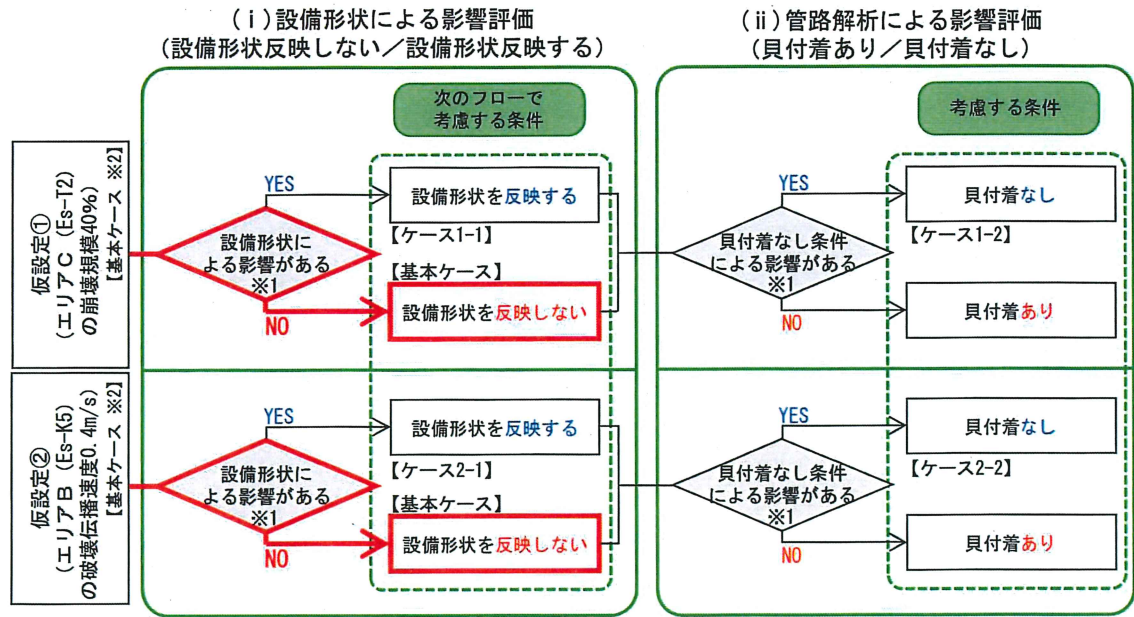 (ⅰ)設備形状による影響評価
(設備形状反映しない／設備形状反映する)
(ⅱ)管路解析による影響評価
(貝付着あり／貝付着なし)
次のフローで
考慮する条件
考慮する条件
仮設定①
(エリアC(Es-T2)
の崩壊規模40%)
【基本ケース ※2】
設備形状に
よる影響がある
※1
YES
設備形状を反映する
【ケース1-1】
【基本ケース】
NO
設備形状を反映しない
貝付着なし条件
による影響がある
※1
YES
貝付着なし
【ケース1-2】
NO
貝付着あり
仮設定②
(エリアB(Es-K5)
の破壊伝播速度0.4m/s)
【基本ケース ※2】
設備形状に
よる影響がある
※1
YES
設備形状を反映する
【ケース2-1】
【基本ケース】
NO
設備形状を反映しない
貝付着なし条件
による影響がある
※1
YES
貝付着なし
【ケース2-2】
NO
貝付着あり